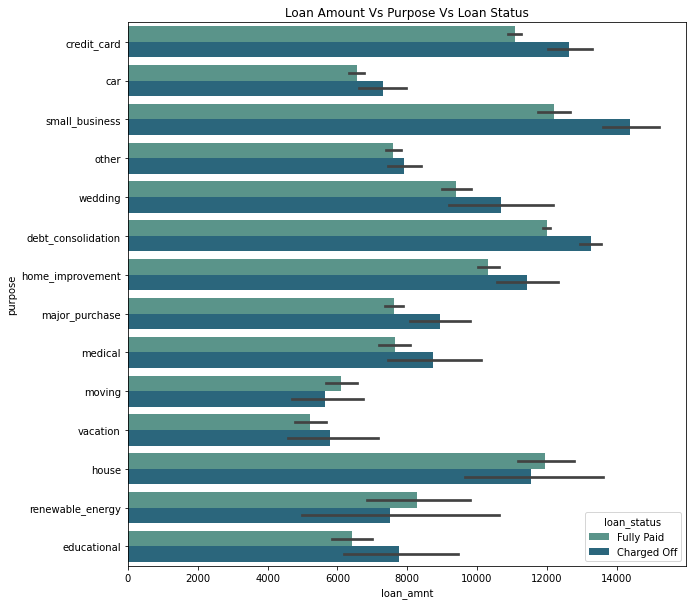 Loan Amount Vs Purpose Vs Loan Status
purpose
credit_card
car
small_business
other
wedding
debt_consolidation
home_improvement
major_purchase
medical
moving
vacation
house
renewable_energy
educational
loan_status
Fully Paid
Charged Off
0 2000 4000 6000 8000 10000 12000 14000
loan_amnt